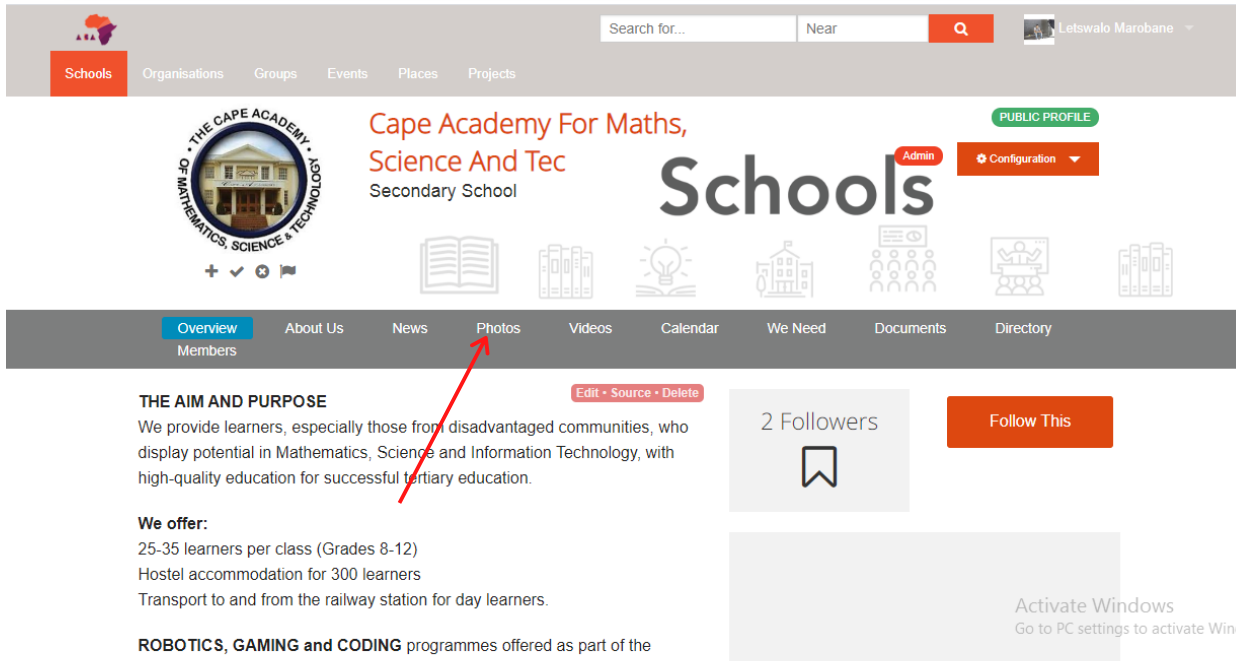 ASA
Search for... Near
Letswalo Marobane
Schools Organisations Groups Events Places Projects
THE CAPE ACADEMY
OF MATHEMATICS, SCIENCE & TECHNOLOGY
Cape Academy For Maths,
Science And Tec
Secondary School
Schools
Admin
PUBLIC PROFILE
Configuration
Overview About Us News Photos Videos Calendar We Need Documents Directory
Members
Edit • Source • Delete
THE AIM AND PURPOSE
We provide learners, especially those from disadvantaged communities, who
display potential in Mathematics, Science and Information Technology, with
high-quality education for successful tertiary education.
We offer:
25-35 learners per class (Grades 8-12)
Hostel accommodation for 300 learners
Transport to and from the railway station for day learners.
ROBOTICS, GAMING and CODING programmes offered as part of the
2 Followers
Follow This
Activate Windows
Go to PC settings to activate Win